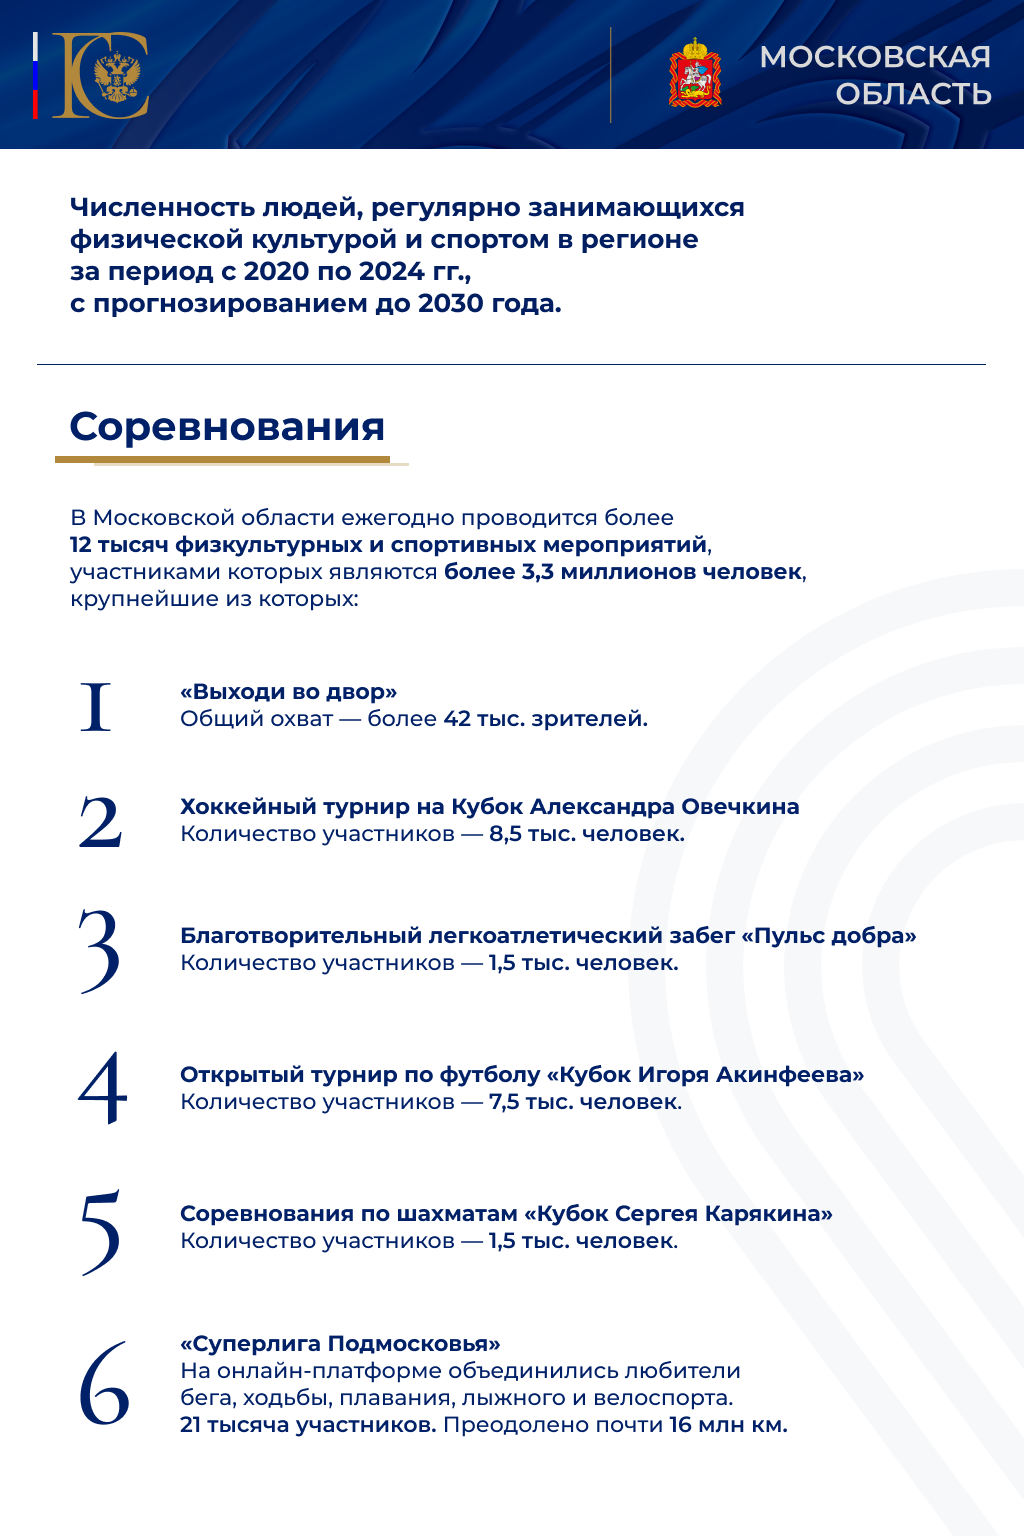 ГС
МОСКОВСКАЯ
ОБЛАСТЬ
Численность людей, регулярно занимающихся
физической культурой и спортом в регионе
за период с 2020 по 2024 гг.,
с прогнозированием до 2030 года.
Соревнования
В Московской области ежегодно проводится более
12 тысяч физкультурных и спортивных мероприятий,
участниками которых являются более 3,3 миллионов человек,
крупнейшие из которых:
1
«Выходи во двор»
Общий охват — более 42 тыс. зрителей.
2
Хоккейный турнир на Кубок Александра Овечкина
Количество участников — 8,5 тыс. человек.
3
Благотворительный легкоатлетический забег «Пульс добра»
Количество участников — 1,5 тыс. человек.
4
Открытый турнир по футболу «Кубок Игоря Акинфеева»
Количество участников — 7,5 тыс. человек.
5
Соревнования по шахматам «Кубок Сергея Карякина»
Количество участников — 1,5 тыс. человек.
6
«Суперлига Подмосковья»
На онлайн-платформе объединились любители
бега, ходьбы, плавания, лыжного и велоспорта.
21 тысяча участников. Преодолено почти 16 млн км.